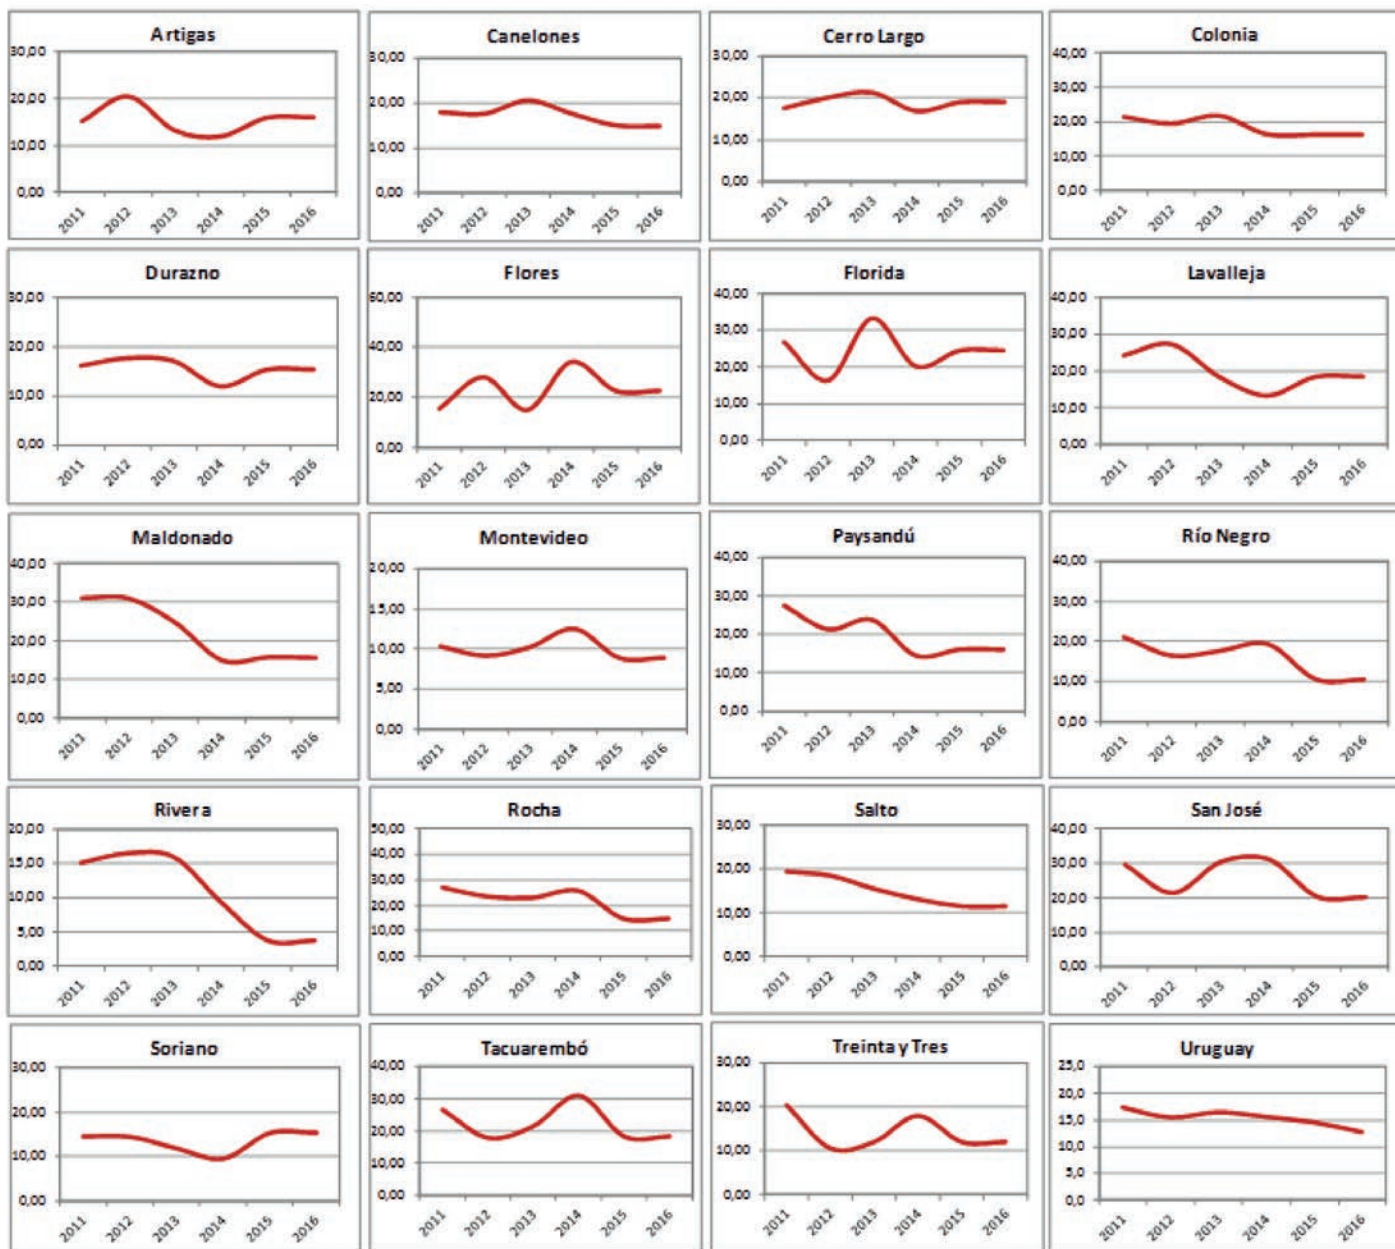 Artigas
30,00
20,00
10,00
0,00
2011 2012 2013 2014 2015 2016
Canelones
30,00
20,00
10,00
0,00
2011 2012 2013 2014 2015 2016
Cerro Largo
30,00
20,00
10,00
0,00
2011 2012 2013 2014 2015 2016
Colonia
40,00
30,00
20,00
10,00
0,00
2011 2012 2013 2014 2015 2016
Durazno
30,00
20,00
10,00
0,00
2011 2012 2013 2014 2015 2016
Flores
60,00
40,00
20,00
0,00
2011 2012 2013 2014 2015 2016
Florida
40,00
30,00
20,00
10,00
0,00
2011 2012 2013 2014 2015 2016
Lavalleja
40,00
30,00
20,00
10,00
0,00
2011 2012 2013 2014 2015 2016
Maldonado
40,00
30,00
20,00
10,00
0,00
2011 2012 2013 2014 2015 2016
Montevideo
20,00
15,00
10,00
5,00
0,00
2011 2012 2013 2014 2015 2016
Paysandú
40,00
30,00
20,00
10,00
0,00
2011 2012 2013 2014 2015 2016
Río Negro
40,00
30,00
20,00
10,00
0,00
2011 2012 2013 2014 2015 2016
Rivera
20,00
15,00
10,00
5,00
0,00
2011 2012 2013 2014 2015 2016
Rocha
50,00
40,00
30,00
20,00
10,00
0,00
2011 2012 2013 2014 2015 2016
Salto
30,00
20,00
10,00
0,00
2011 2012 2013 2014 2015 2016
San José
40,00
30,00
20,00
10,00
0,00
2011 2012 2013 2014 2015 2016
Soriano
30,00
20,00
10,00
0,00
2011 2012 2013 2014 2015 2016
Tacuarembó
40,00
30,00
20,00
10,00
0,00
2011 2012 2013 2014 2015 2016
Treinta y Tres
30,00
20,00
10,00
0,00
2011 2012 2013 2014 2015 2016
Uruguay
25,0
20,0
15,0
10,0
5,0
0,0
2011 2012 2013 2014 2015 2016